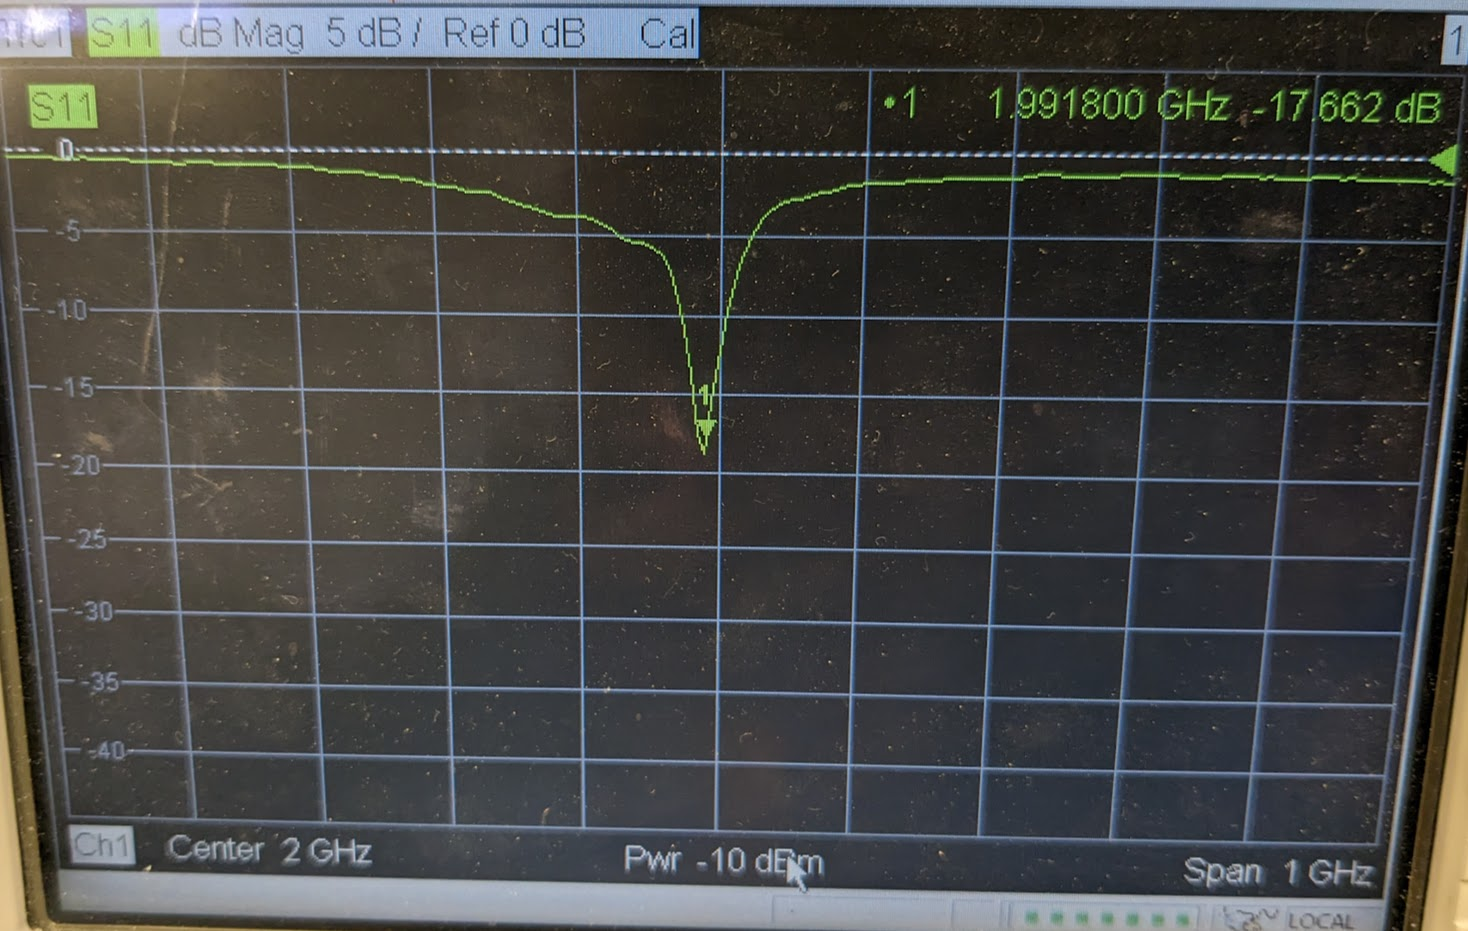 S11 dB Mag 5 dB / Ref 0 dB Cal
1
S11
•1 1.991800 GHz -17.662 dB
0
-5
-10
-15
1
-20
-25
-30
-35
-40
Ch1 Center 2 GHz Pwr -10 dBm Span 1 GHz
LOCAL